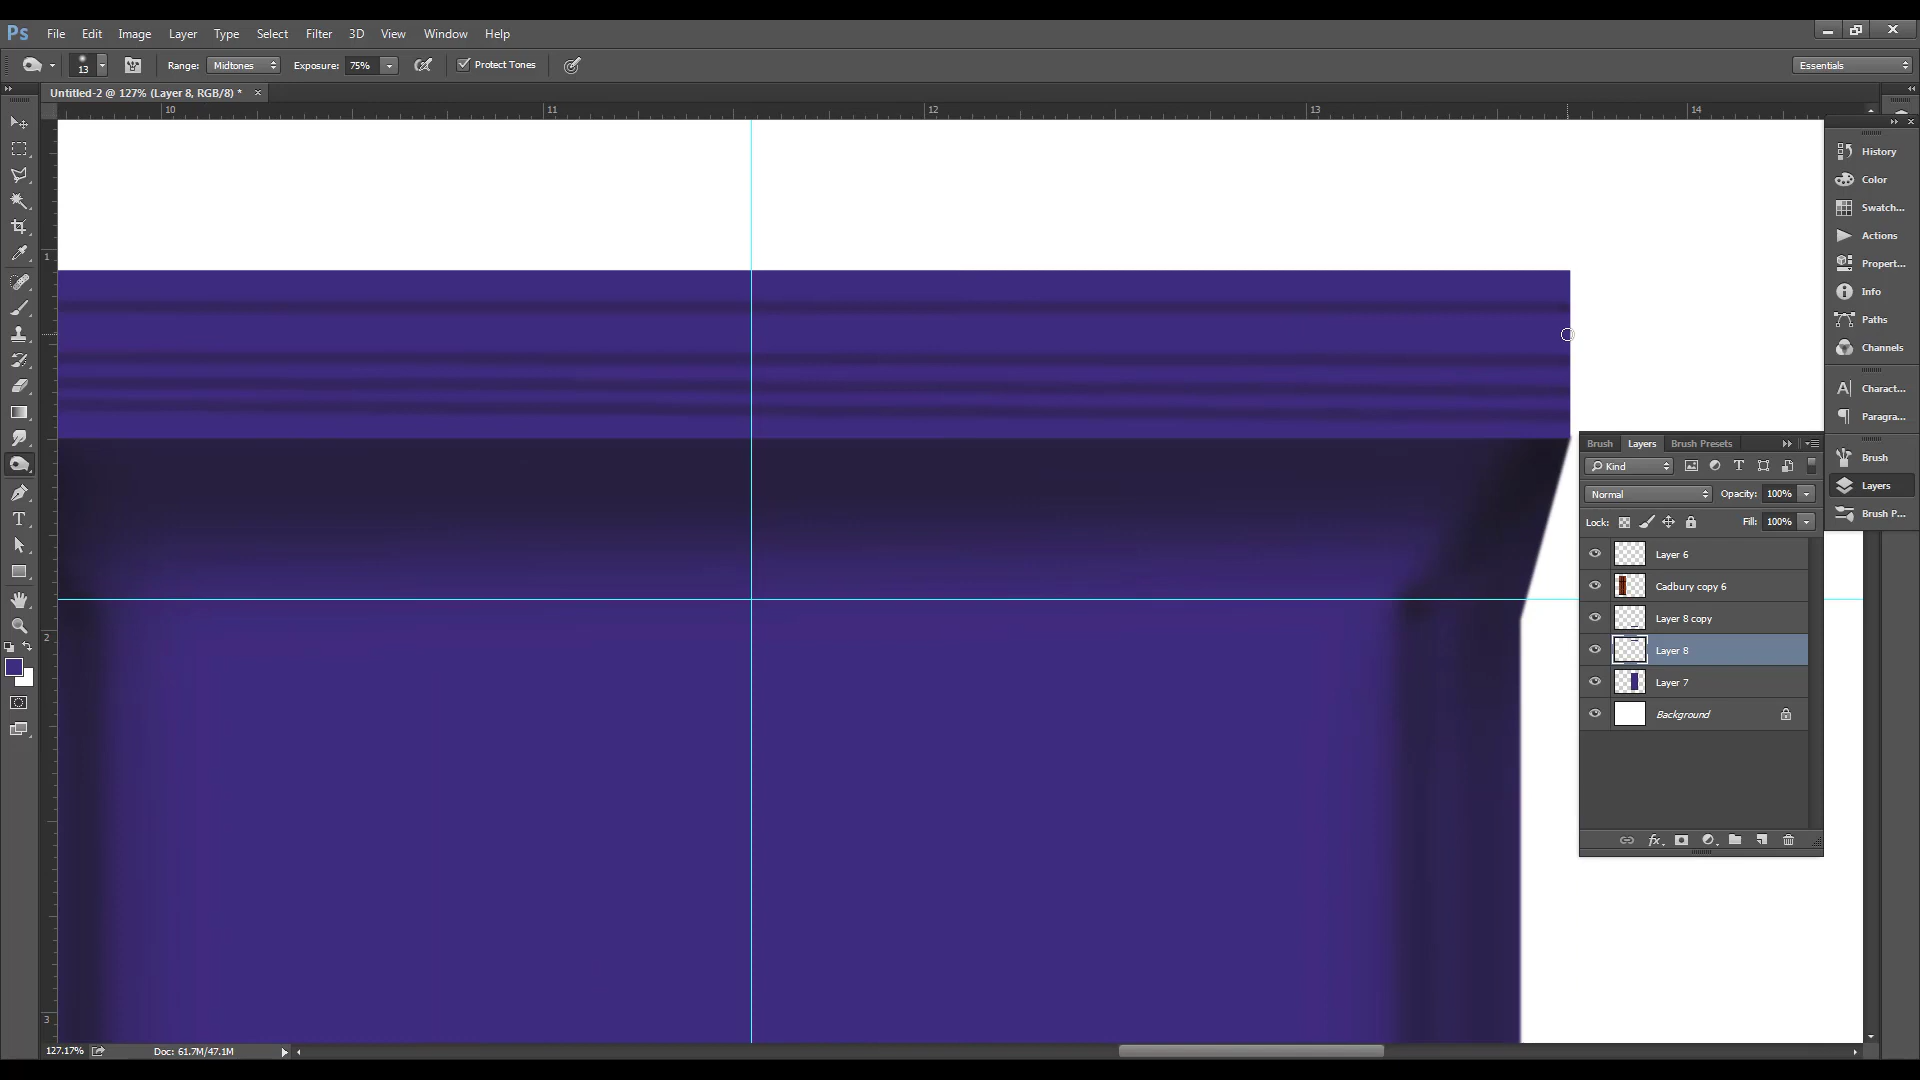 Ps File Edit Image Layer Type Select Filter 3D View Window Help
13 Range: Midtones Exposure: 75% Protect Tones Essentials
Untitled-2 @ 127% (Layer 8, RGB/8) * ×
10 11 12 13 14
1
2
3
History
Color
Swatch...
Actions
Propert...
Info
Paths
Channels
Charact...
Paragra...
Brush
Layers
Brush P...
Brush Layers Brush Presets
Kind
Normal Opacity: 100%
Lock: Fill: 100%
Layer 6
Cadbury copy 6
Layer 8 copy
Layer 8
Layer 7
Background
fx
127.17% Doc: 61.7M/47.1M